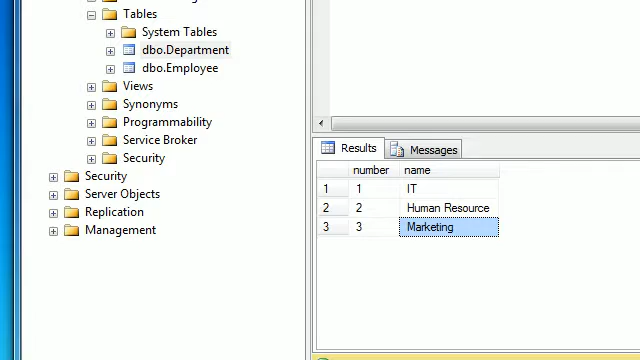 Tables
System Tables
dbo.Department
dbo.Employee
Views
Synonyms
Programmability
Service Broker
Security
Security
Server Objects
Replication
Management
Results Messages
number name
1 1 IT
2 2 Human Resource
3 3 Marketing